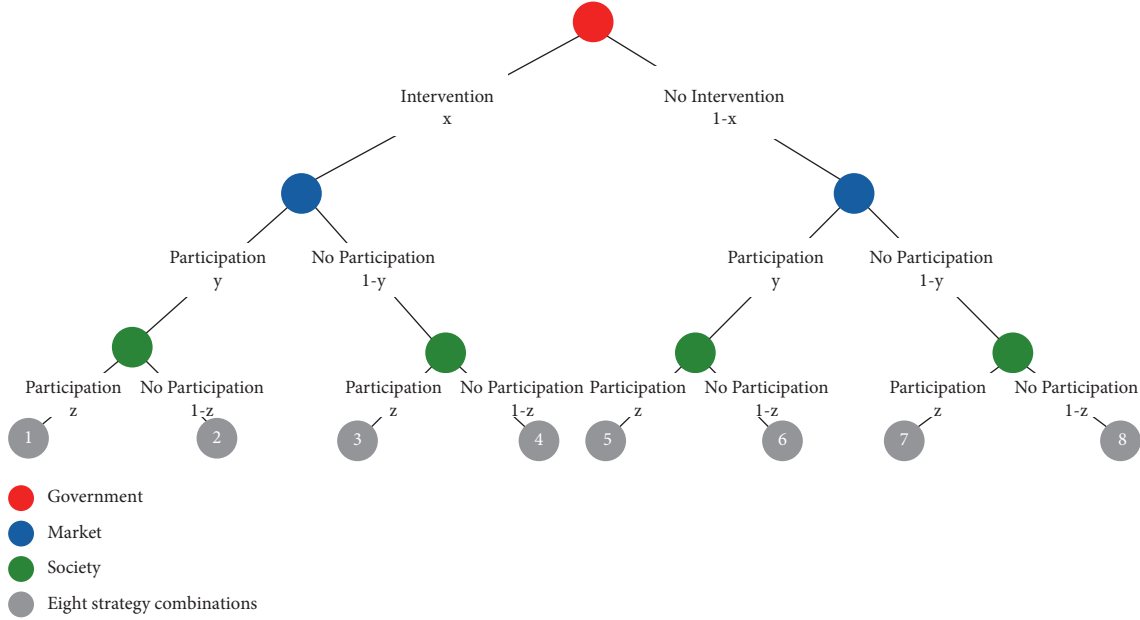 Intervention
x
No Intervention
1-x
Participation
y
No Participation
1-y
Participation
y
No Participation
1-y
Participation
z
No Participation
1-z
Participation
z
No Participation
1-z
Participation
z
No Participation
1-z
Participation
z
No Participation
1-z
1
2
3
4
5
6
7
8
Government
Market
Society
Eight strategy combinations